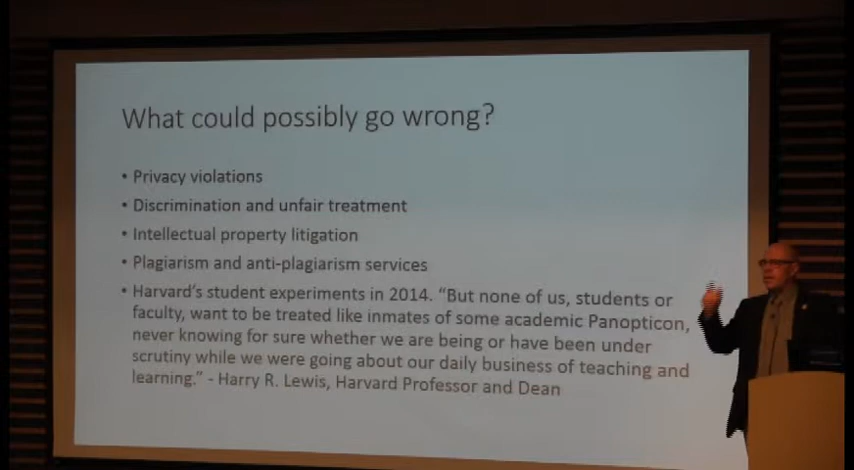 What could possibly go wrong?
• Privacy violations
• Discrimination and unfair treatment
• Intellectual property litigation
• Plagiarism and anti-plagiarism services
• Harvard's student experiments in 2014. "But none of us, students or
faculty, want to be treated like inmates of some academic Panopticon,
never knowing for sure whether we are being or have been under
scrutiny while we were going about our daily business of teaching and
learning." - Harry R. Lewis, Harvard Professor and Dean